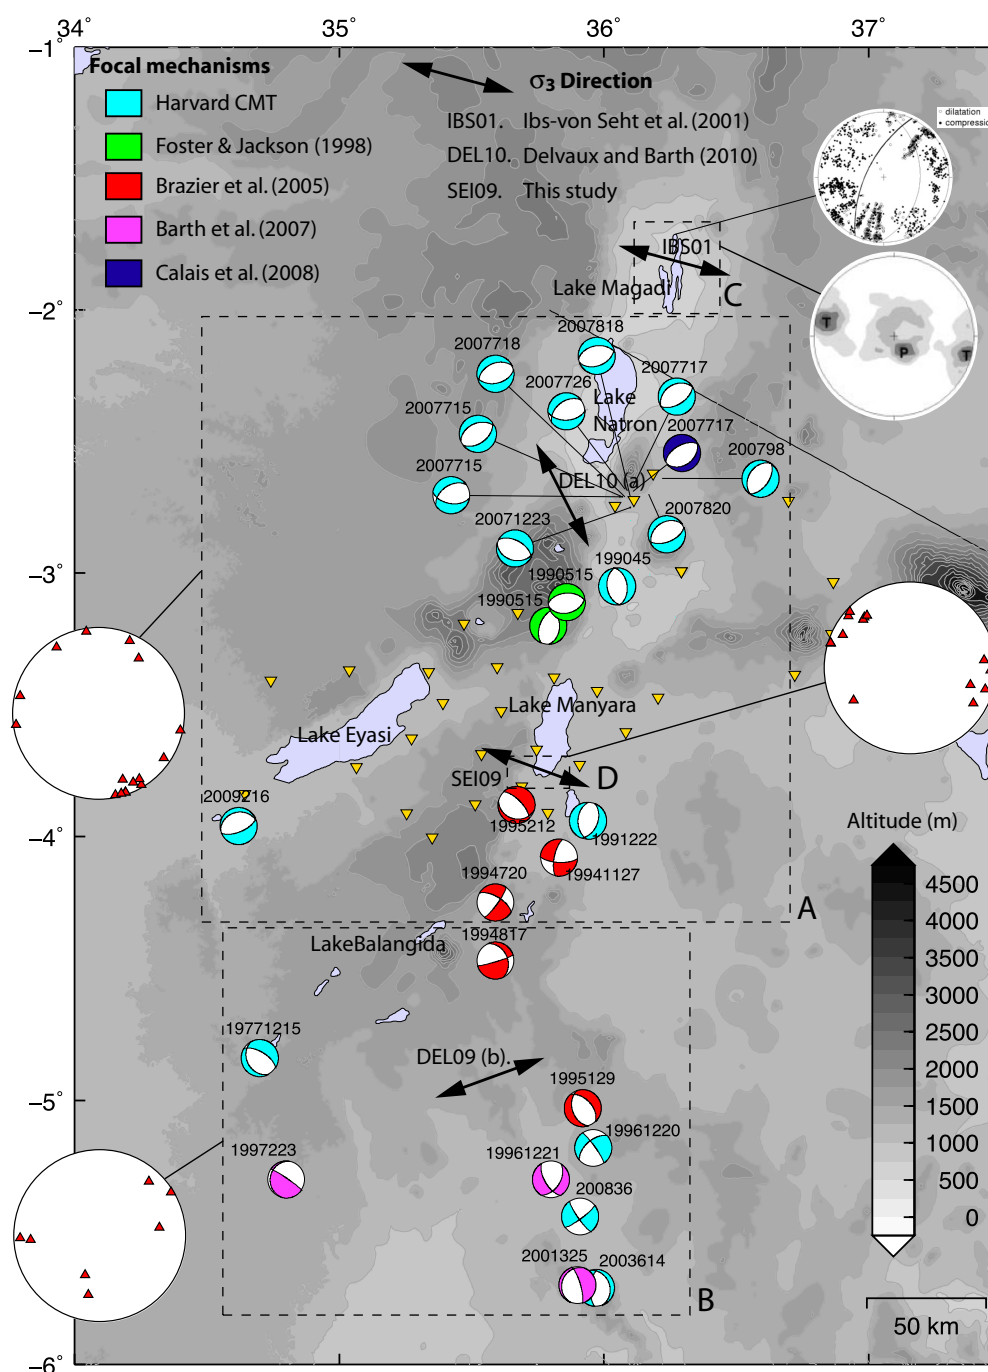 34° 35° 36° 37°
−1°
Focal mechanisms
Harvard CMT
Foster & Jackson (1998)
Brazier et al. (2005)
Barth et al. (2007)
Calais et al. (2008)
σ3 Direction
IBS01. Ibs-von Seht et al. (2001)
DEL10. Delvaux and Barth (2010)
SEI09. This study
dilatation
compression
IBS01
Lake Magadi
C
−2°
T
P
T
2007818
2007718
2007726
2007717
Lake
Natron
2007715
2007717
200798
2007715
DEL10 (a)
20071223
2007820
−3°
199045
1990515
1990515
Lake Manyara
Lake Eyasi
SEI09
D
2009216
−4°
1995212
1991222
19941127
1994720
Altitude (m)
A
1994817
LakeBalangida
4500
4000
3500
3000
2500
2000
1500
1000
500
0
19771215
DEL09 (b).
−5°
1995129
19961220
1997223
19961221
200836
2001325
2003614
B
50 km
−6°